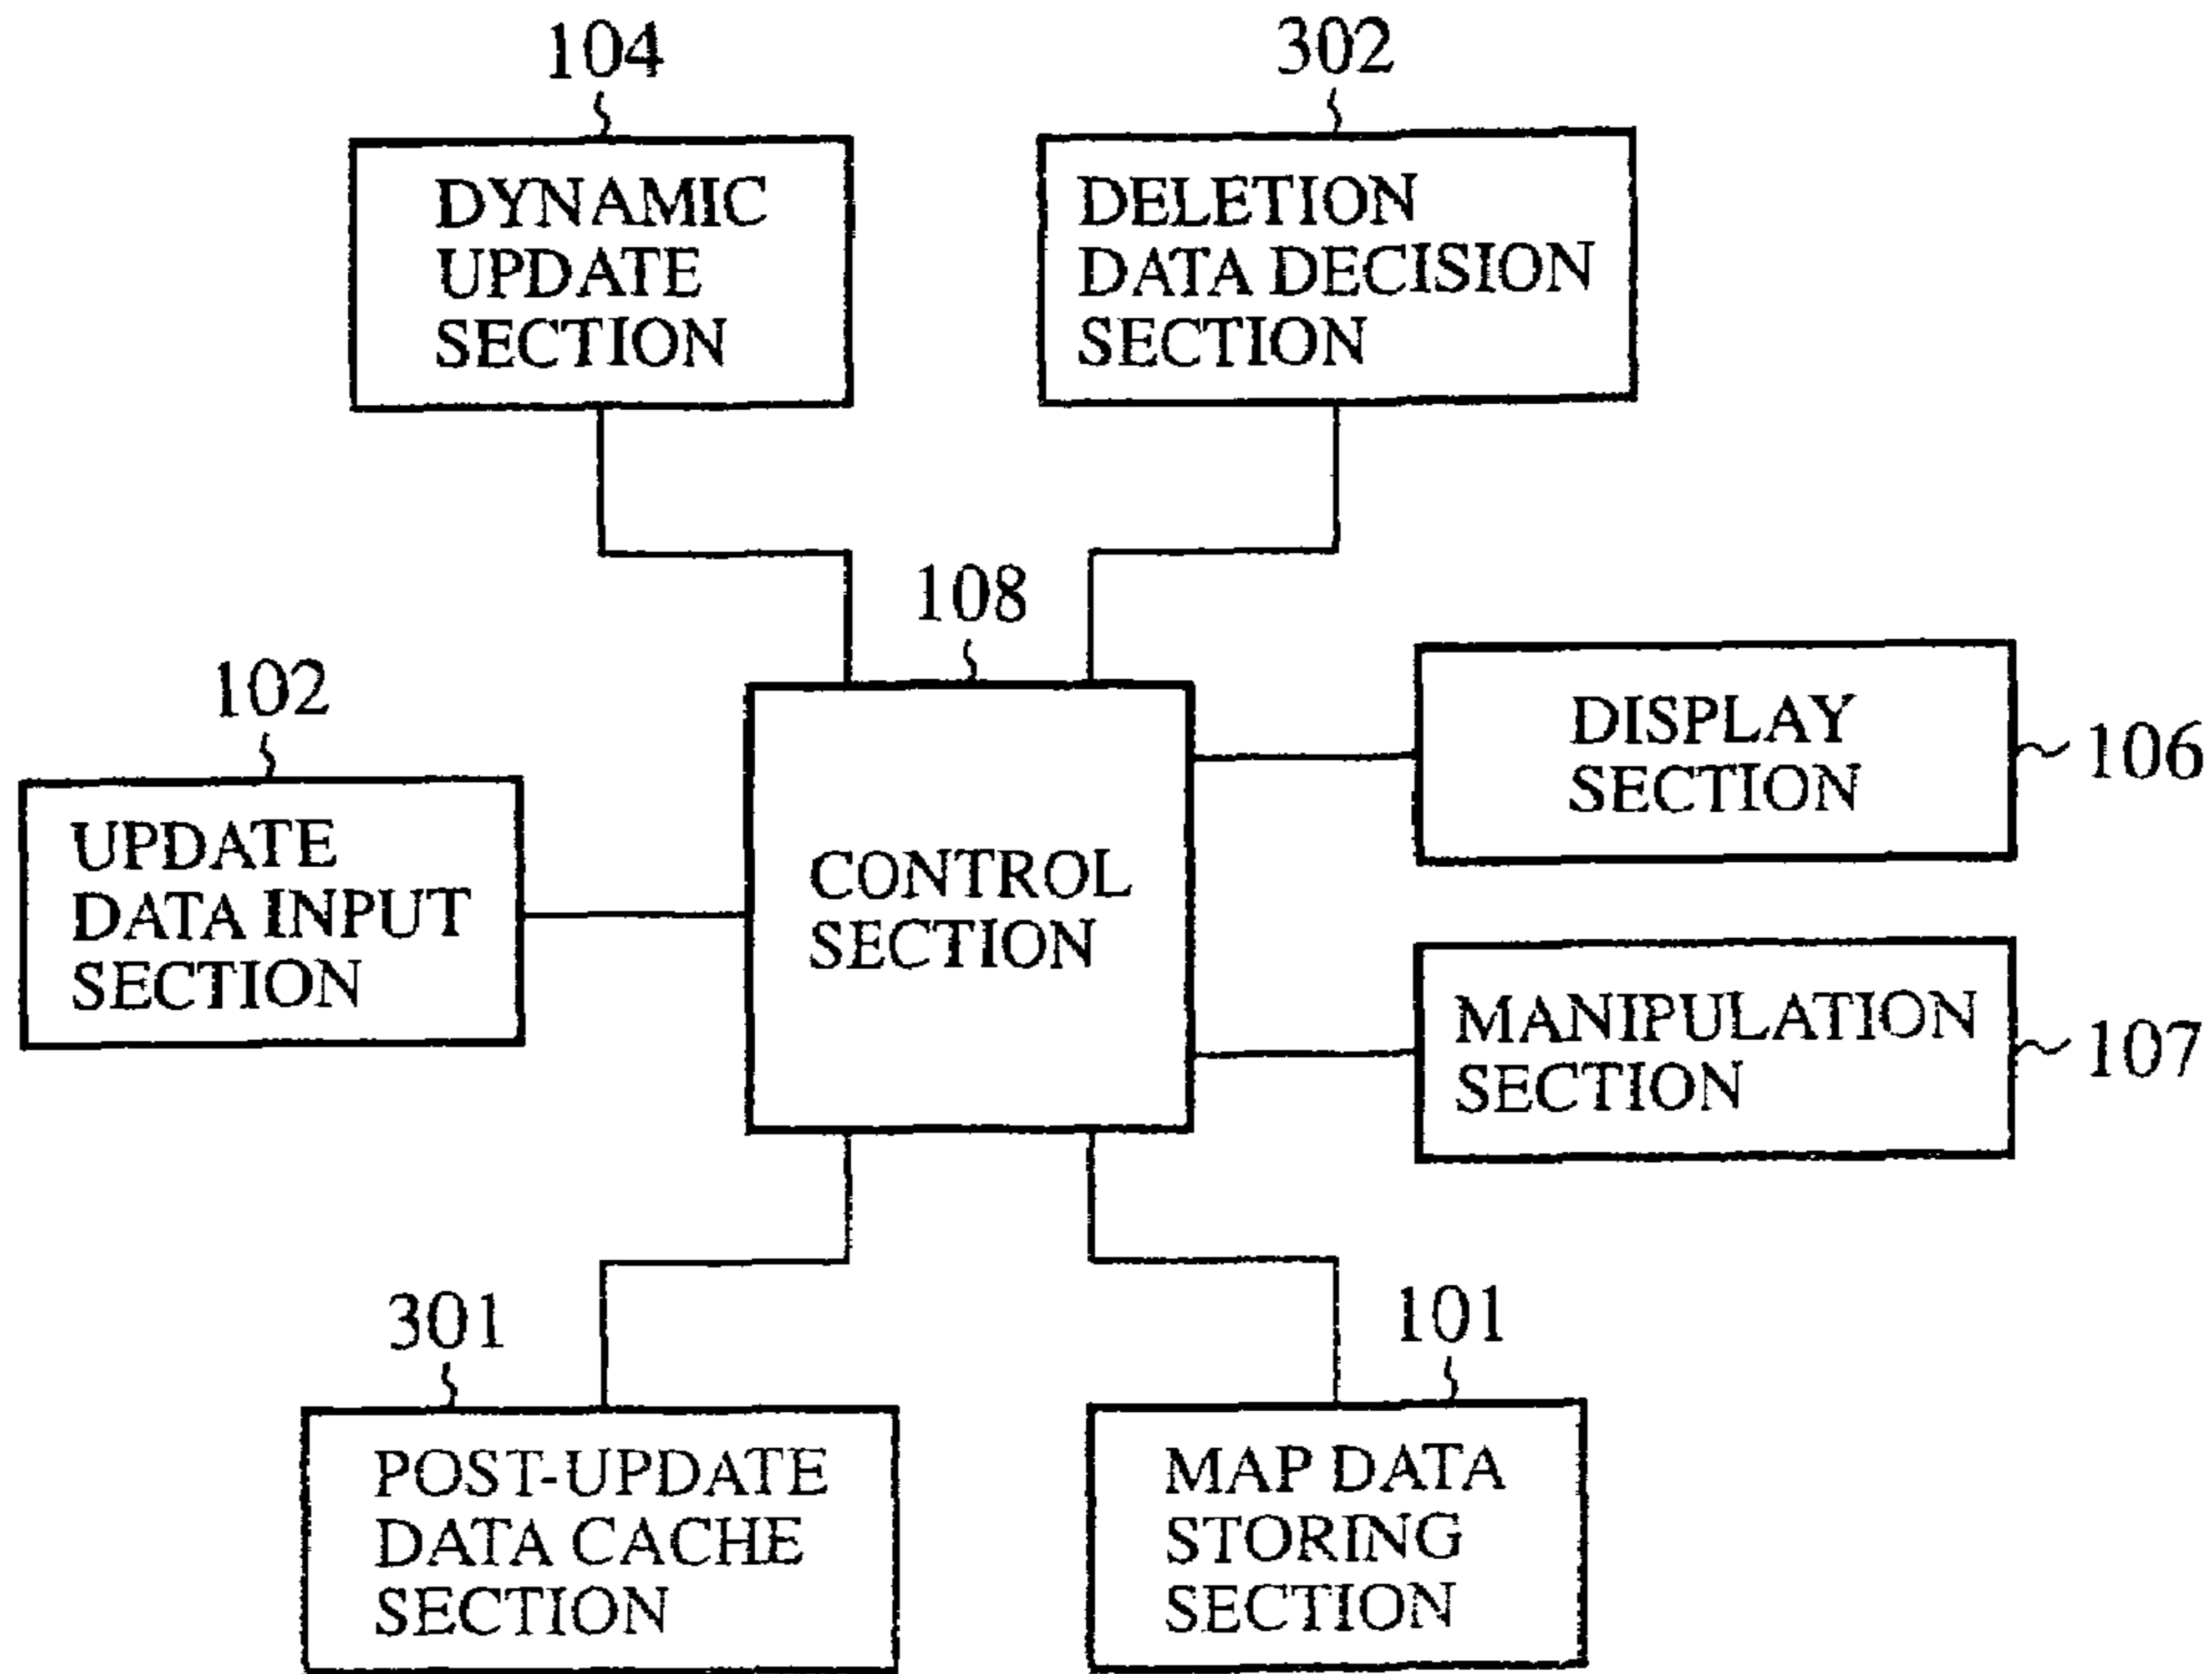 104
DYNAMIC
UPDATE
SECTION
302
DELETION
DATA DECISION
SECTION
102
UPDATE
DATA INPUT
SECTION
108
CONTROL
SECTION
DISPLAY
SECTION
106
MANIPULATION
SECTION
107
301
POST-UPDATE
DATA CACHE
SECTION
101
MAP DATA
STORING
SECTION